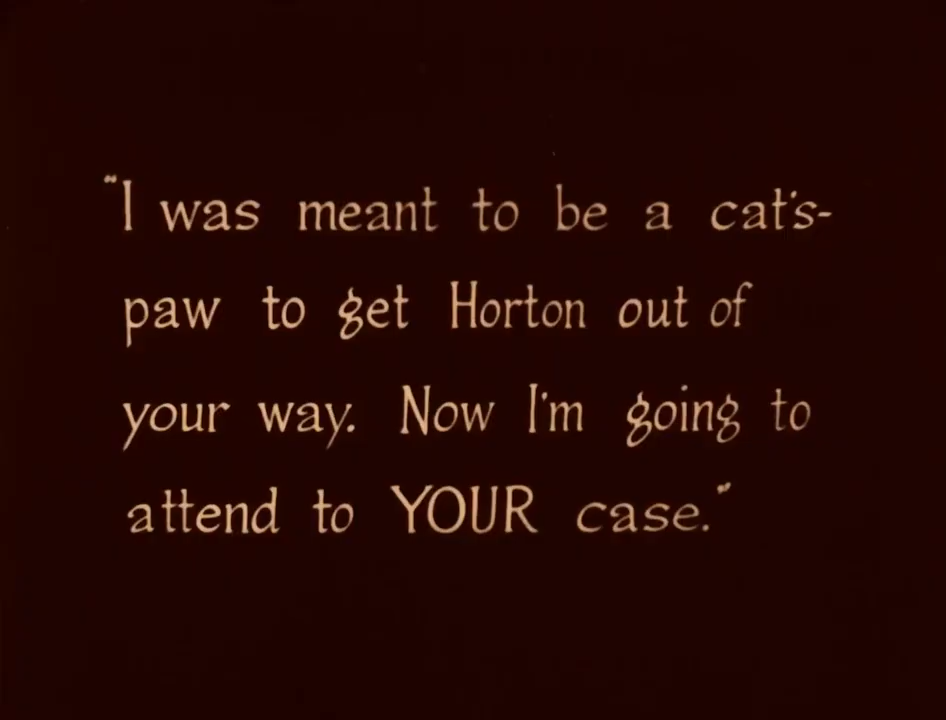 "I was meant to be a cat's-
paw to get Horton out of
your way. Now I'm going to
attend to YOUR case."